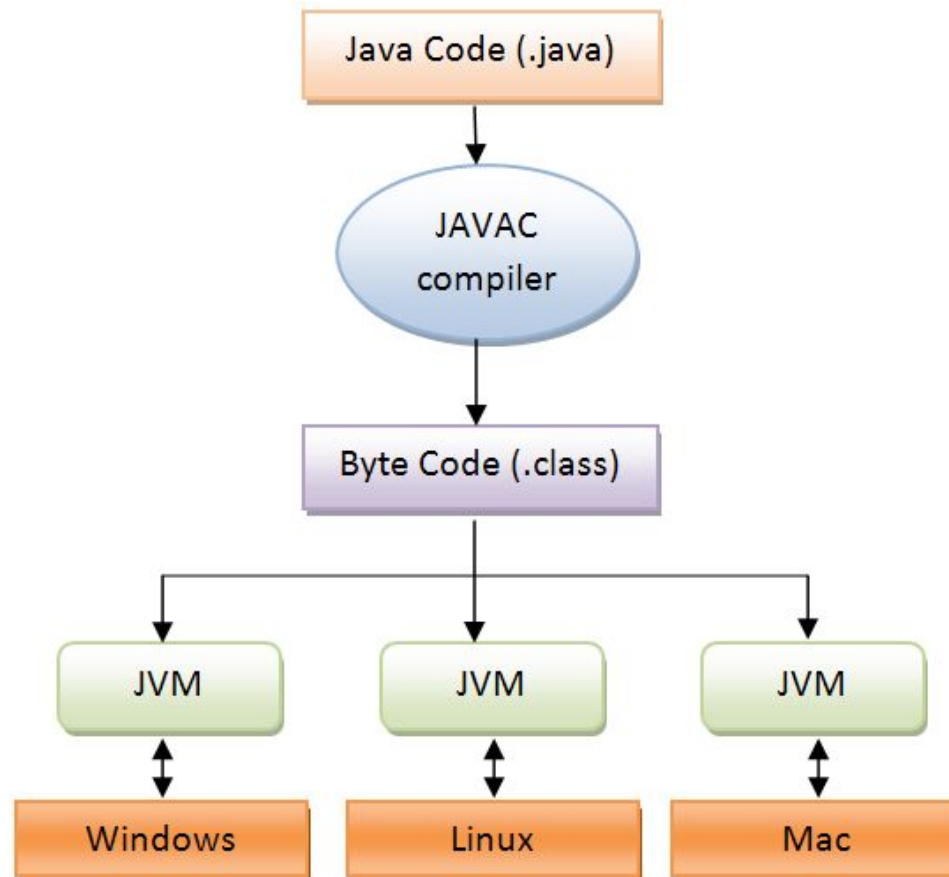 Java Code (.java)
JAVAC
compiler
Byte Code (.class)
JVM
JVM
JVM
Windows
Linux
Mac